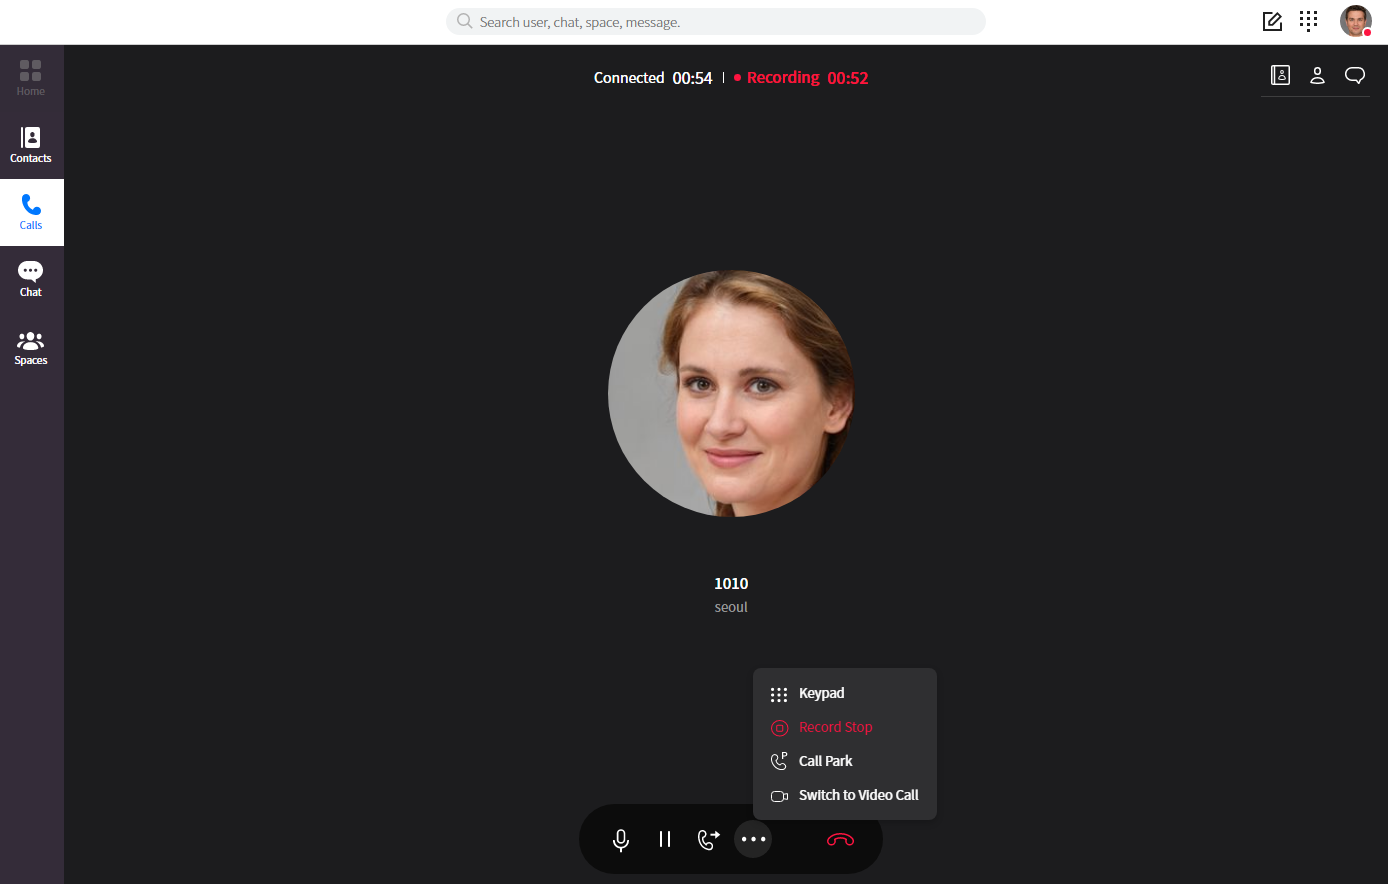 Search user, chat, space, message.
Home
Contacts
Calls
Chat
Spaces
Connected 00:54 | Recording 00:52
1010
seoul
Keypad
Record Stop
P
Call Park
Switch to Video Call